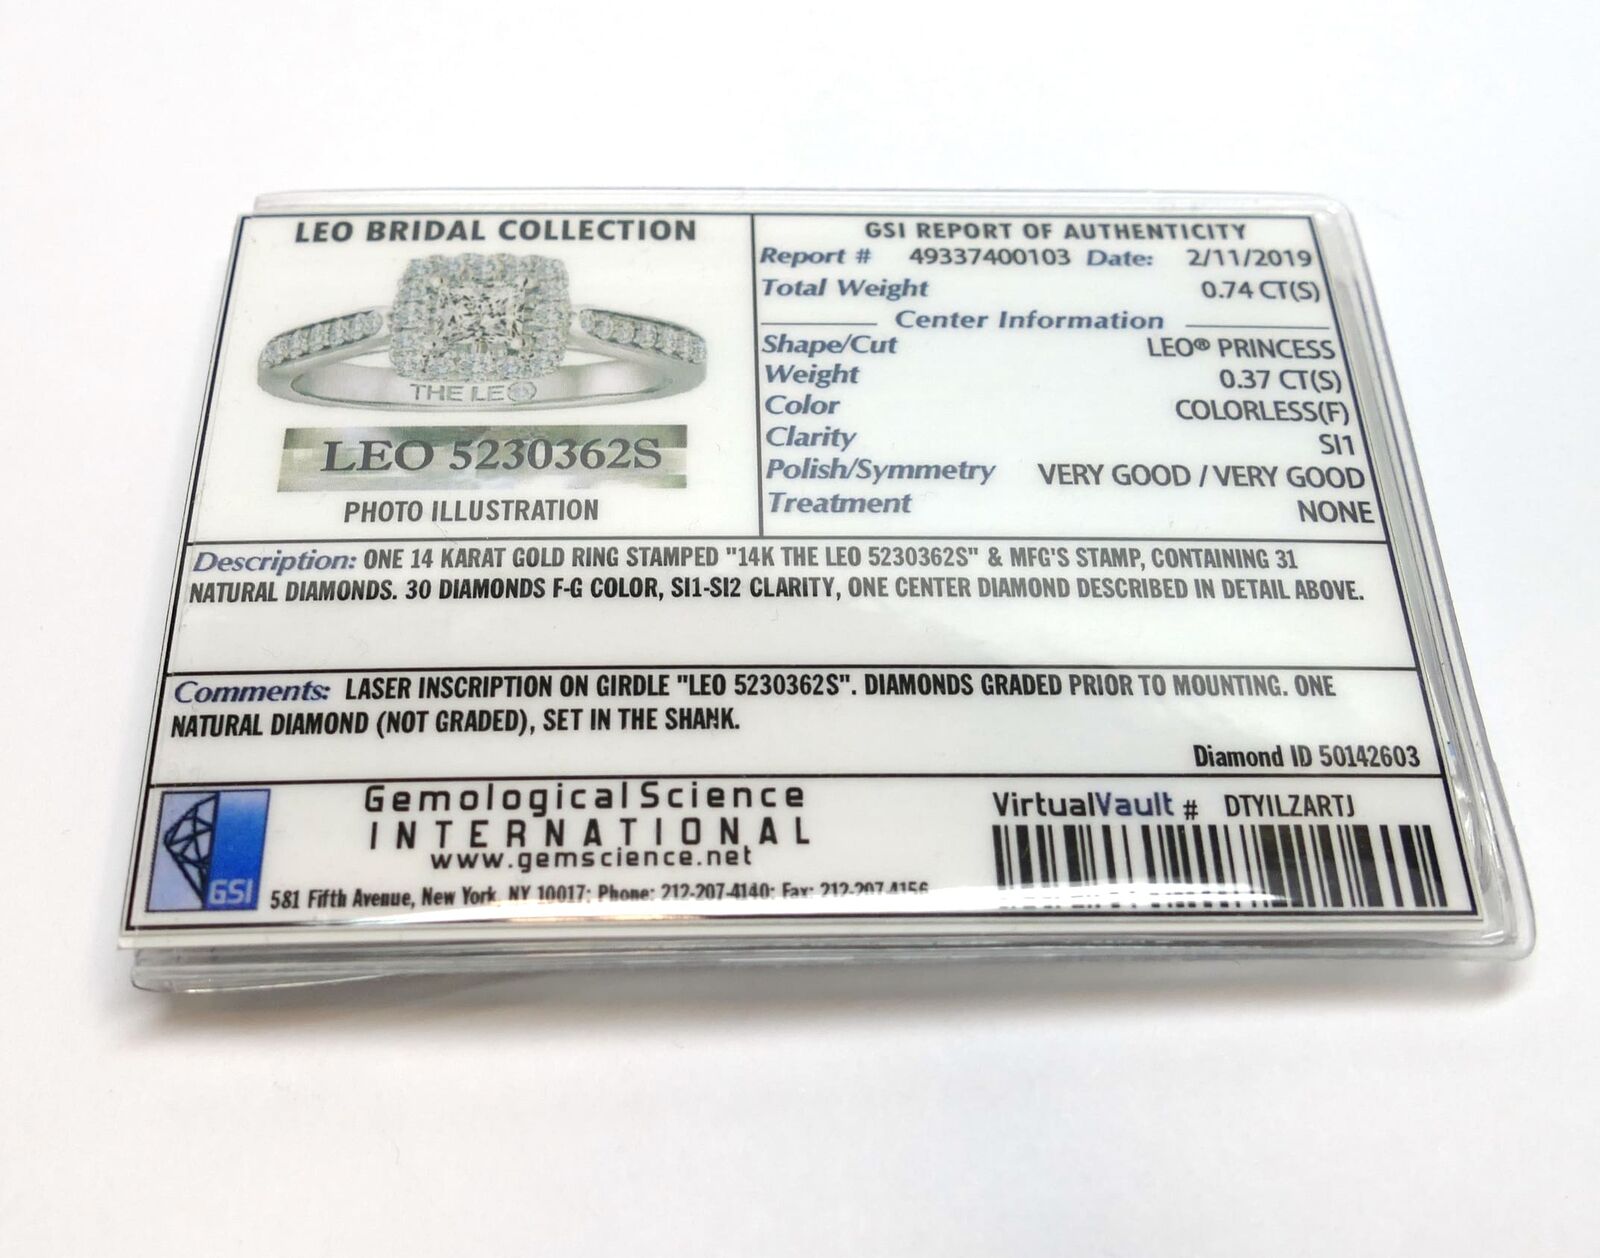 LEO BRIDAL COLLECTION
THE LEO
LEO 5230362S
PHOTO ILLUSTRATION
GSI REPORT OF AUTHENTICITY
Report # 49337400103 Date: 2/11/2019
Total Weight 0.74 CT(S)
Center Information
Shape/Cut LEO® PRINCESS
Weight 0.37 CT(S)
Color COLORLESS(F)
Clarity SI1
Polish/Symmetry VERY GOOD / VERY GOOD
Treatment NONE
Description: ONE 14 KARAT GOLD RING STAMPED "14K THE LEO 5230362S" & MFG'S STAMP, CONTAINING 31
NATURAL DIAMONDS. 30 DIAMONDS F-G COLOR, SI1-SI2 CLARITY, ONE CENTER DIAMOND DESCRIBED IN DETAIL ABOVE.
Comments: LASER INSCRIPTION ON GIRDLE "LEO 5230362S". DIAMONDS GRADED PRIOR TO MOUNTING. ONE
NATURAL DIAMOND (NOT GRADED), SET IN THE SHANK.
Diamond ID 50142603
GSI
Gemological Science
INTERNATIONAL
www.gemscience.net
581 Fifth Avenue, New York, NY 10017; Phone: 212-207-4140; Fax: 212-207-4156
VirtualVault # DTYILZARTJ